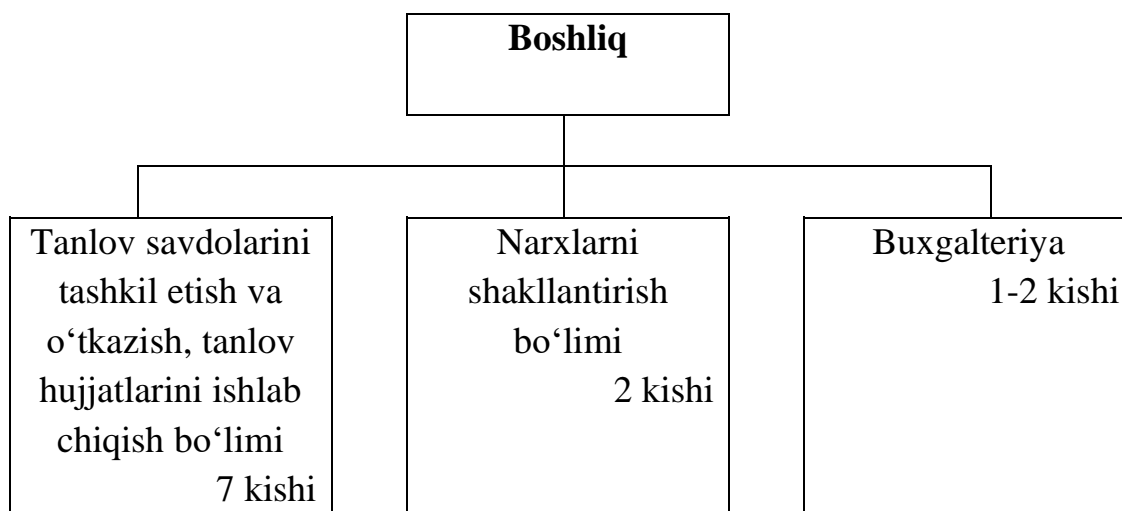 Boshliq
Tanlov savdolarini
tashkil etish va
o‘tkazish, tanlov
hujjatlarini ishlab
chiqish bo‘limi
7 kishi
Narxlarni
shakllantirish
bo‘limi
2 kishi
Buxgalteriya
1-2 kishi